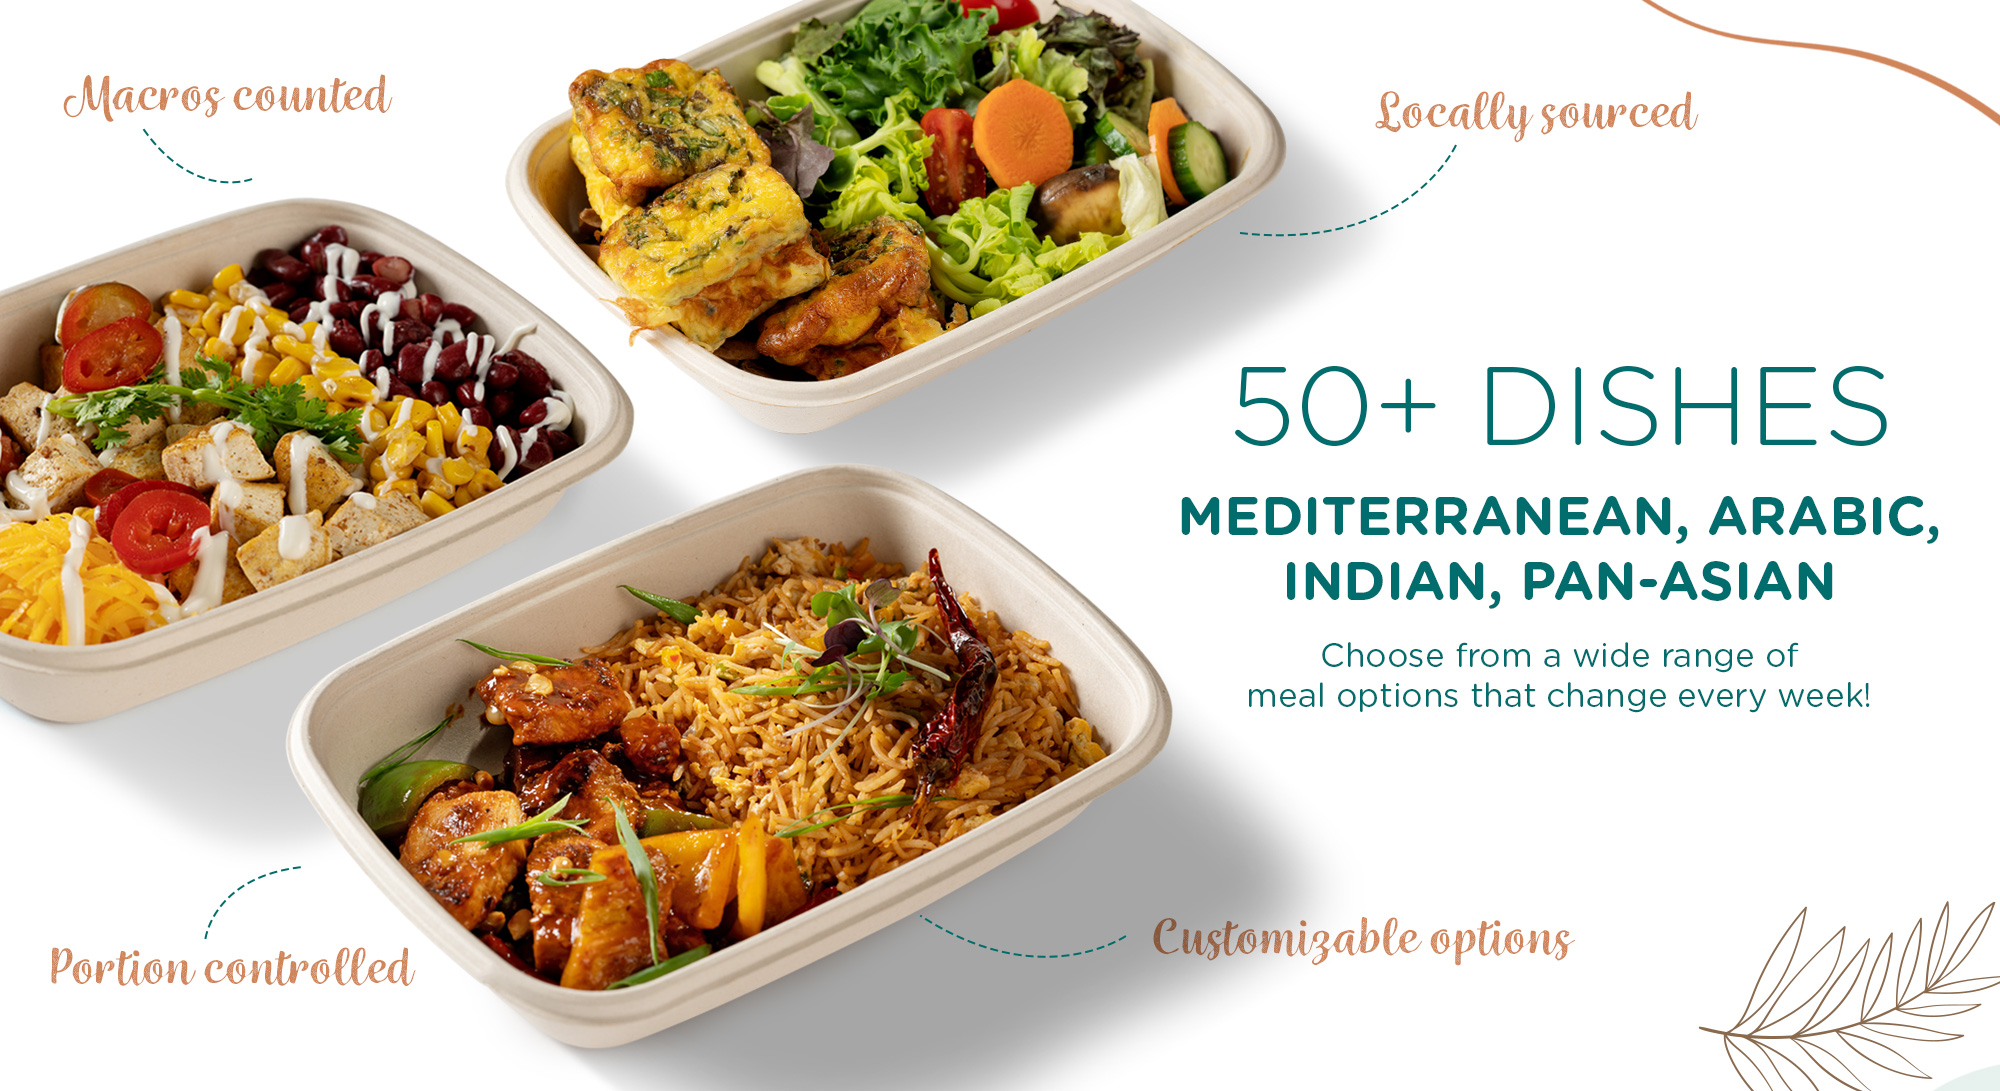 Macros counted
Locally sourced
50+ DISHES
MEDITERRANEAN, ARABIC,
INDIAN, PAN-ASIAN
Choose from a wide range of
meal options that change every week!
Portion controlled
Customizable options